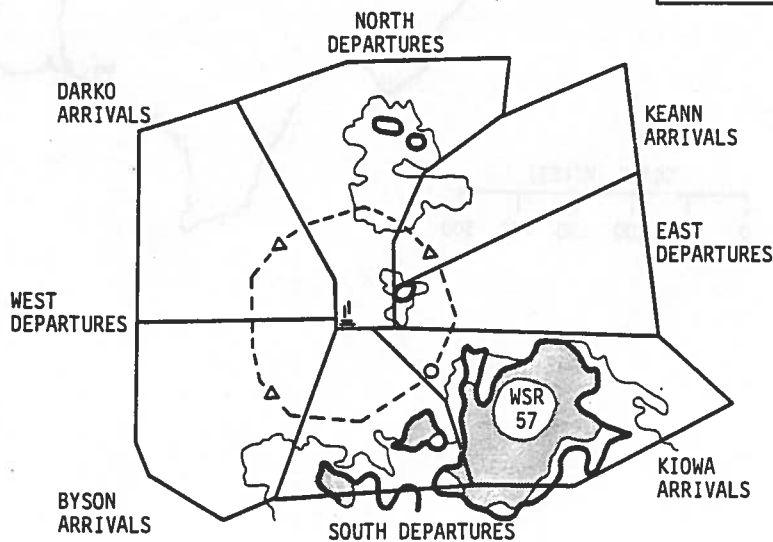 NORTH
DEPARTURES
DARKO
ARRIVALS
KEANN
ARRIVALS
EAST
DEPARTURES
WEST
DEPARTURES
WSR
57
KIOWA
ARRIVALS
BYSON
ARRIVALS
SOUTH DEPARTURES